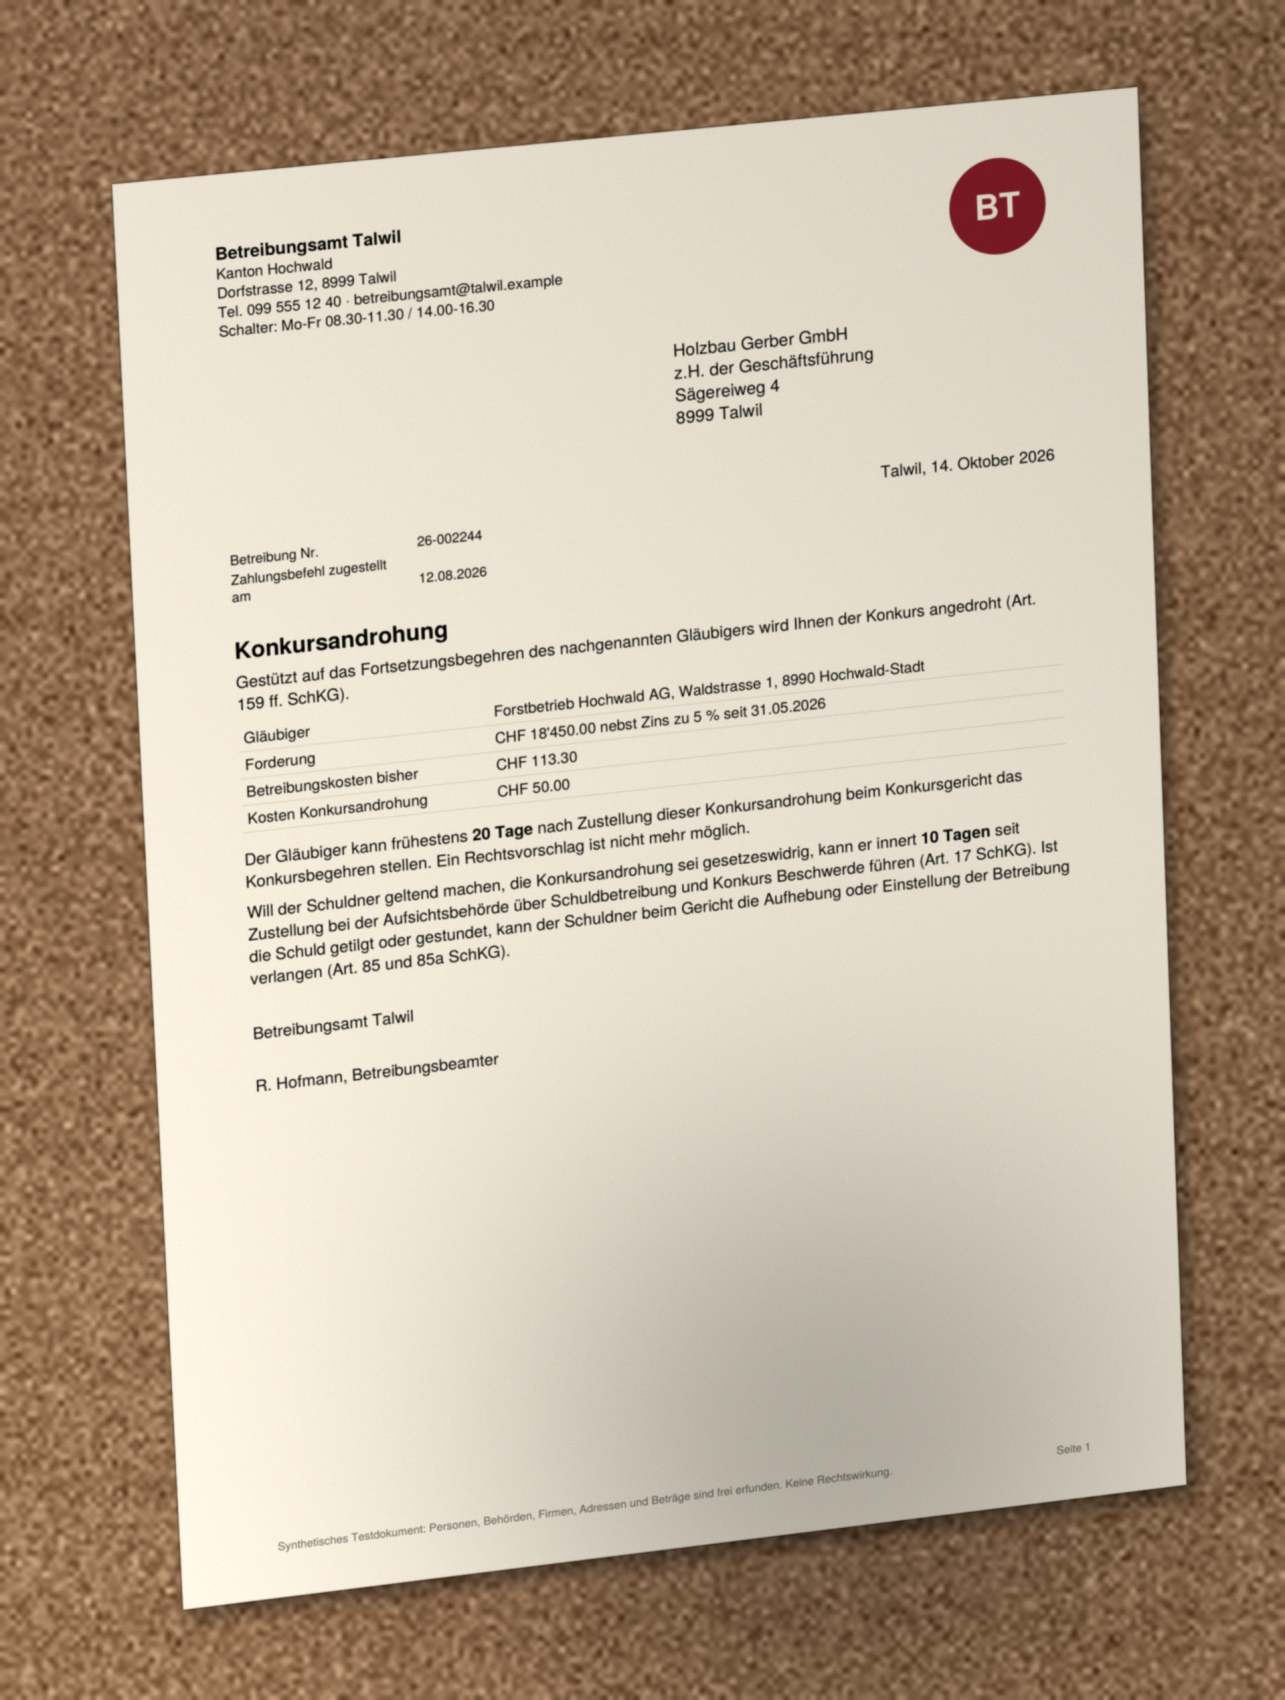 BT
Betreibungsamt Talwil
Kanton Hochwald
Dorfstrasse 12, 8999 Talwil
Tel. 099 555 12 40 · betreibungsamt@talwil.example
Schalter: Mo-Fr 08.30-11.30 / 14.00-16.30
Holzbau Gerber GmbH
z.H. der Geschäftsführung
Sägereiweg 4
8999 Talwil
Talwil, 14. Oktober 2026
Betreibung Nr. 26-002244
Zahlungsbefehl zugestellt
am 12.08.2026
Konkursandrohung
Gestützt auf das Fortsetzungsbegehren des nachgenannten Gläubigers wird Ihnen der Konkurs angedroht (Art.
159 ff. SchKG).
Gläubiger Forstbetrieb Hochwald AG, Waldstrasse 1, 8990 Hochwald-Stadt
Forderung CHF 18'450.00 nebst Zins zu 5 % seit 31.05.2026
Betreibungskosten bisher CHF 113.30
Kosten Konkursandrohung CHF 50.00
Der Gläubiger kann frühestens 20 Tage nach Zustellung dieser Konkursandrohung beim Konkursgericht das
Konkursbegehren stellen. Ein Rechtsvorschlag ist nicht mehr möglich.
Will der Schuldner geltend machen, die Konkursandrohung sei gesetzeswidrig, kann er innert 10 Tagen seit
Zustellung bei der Aufsichtsbehörde über Schuldbetreibung und Konkurs Beschwerde führen (Art. 17 SchKG). Ist
die Schuld getilgt oder gestundet, kann der Schuldner beim Gericht die Aufhebung oder Einstellung der Betreibung
verlangen (Art. 85 und 85a SchKG).
Betreibungsamt Talwil
R. Hofmann, Betreibungsbeamter
Synthetisches Testdokument: Personen, Behörden, Firmen, Adressen und Beträge sind frei erfunden. Keine Rechtswirkung.
Seite 1